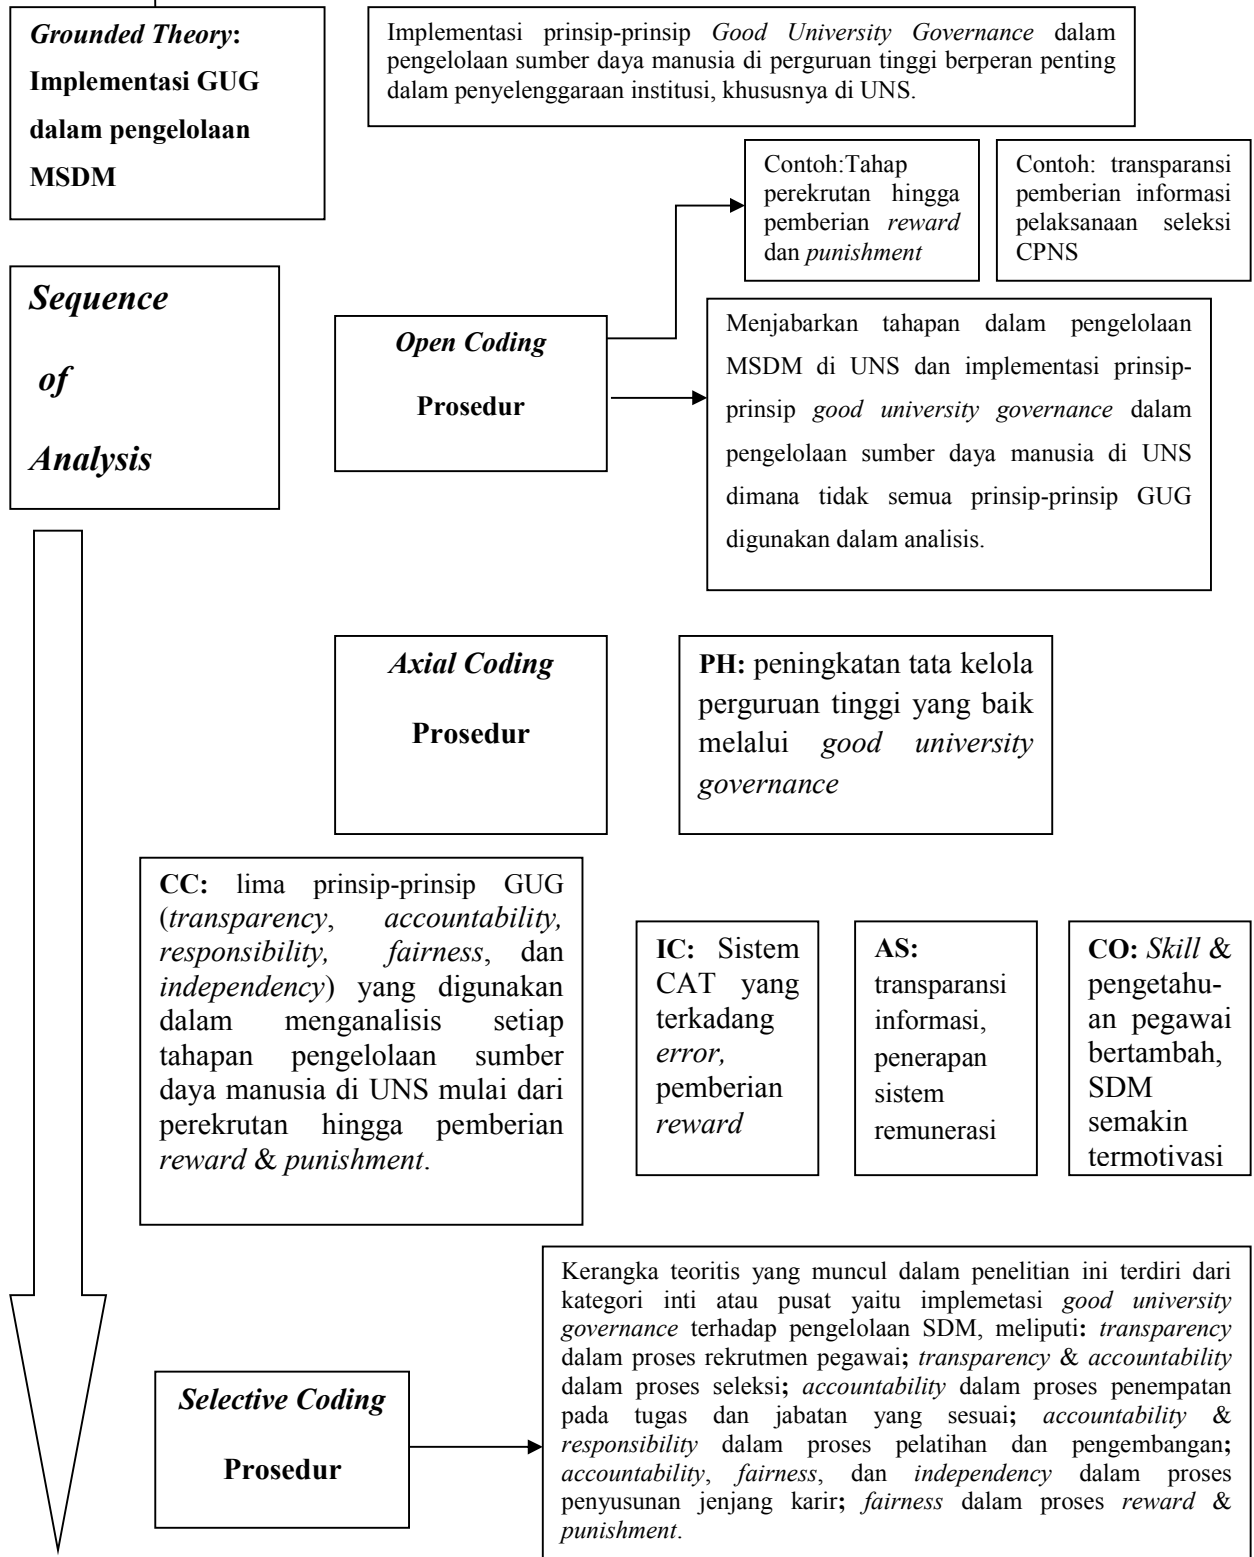 Grounded Theory:
Implementasi GUG
dalam pengelolaan
MSDM
Implementasi prinsip-prinsip Good University Governance dalam
pengelolaan sumber daya manusia di perguruan tinggi berperan penting
dalam penyelenggaraan institusi, khususnya di UNS.
Contoh:Tahap
perekrutan hingga
pemberian reward
dan punishment
Contoh: transparansi
pemberian informasi
pelaksanaan seleksi
CPNS
Sequence
of
Analysis
Open Coding
Prosedur
Menjabarkan tahapan dalam pengelolaan
MSDM di UNS dan implementasi prinsip-
prinsip good university governance dalam
pengelolaan sumber daya manusia di UNS
dimana tidak semua prinsip-prinsip GUG
digunakan dalam analisis.
Axial Coding
Prosedur
PH: peningkatan tata kelola
perguruan tinggi yang baik
melalui good university
governance
CC: lima prinsip-prinsip GUG
(transparency, accountability,
responsibility, fairness, dan
independency) yang digunakan
dalam menganalisis setiap
tahapan pengelolaan sumber
daya manusia di UNS mulai dari
perekrutan hingga pemberian
reward & punishment.
IC: Sistem
CAT yang
terkadang
error,
pemberian
reward
AS:
transparansi
informasi,
penerapan
sistem
remunerasi
CO: Skill &
pengetahu-
an pegawai
bertambah,
SDM
semakin
termotivasi
Selective Coding
Prosedur
Kerangka teoritis yang muncul dalam penelitian ini terdiri dari
kategori inti atau pusat yaitu implemetasi good university
governance terhadap pengelolaan SDM, meliputi: transparency
dalam proses rekrutmen pegawai; transparency & accountability
dalam proses seleksi; accountability dalam proses penempatan
pada tugas dan jabatan yang sesuai; accountability &
responsibility dalam proses pelatihan dan pengembangan;
accountability, fairness, dan independency dalam proses
penyusunan jenjang karir; fairness dalam proses reward &
punishment.